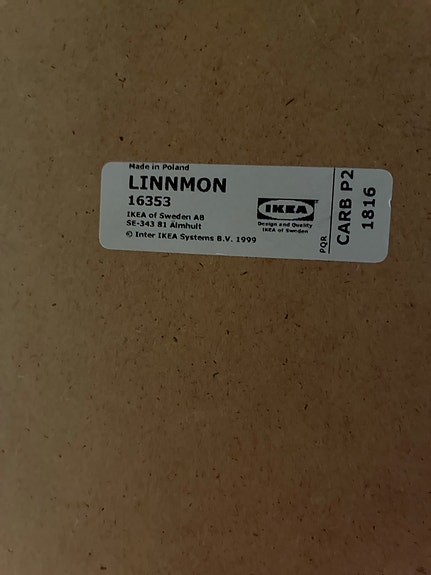 Made in Poland
LINNMON
16353
IKEA of Sweden AB
SE-343 81 Älmhult
© Inter IKEA Systems B.V. 1999
IKEA
Design and Quality
IKEA of Sweden
PQR
CARB P2
1816